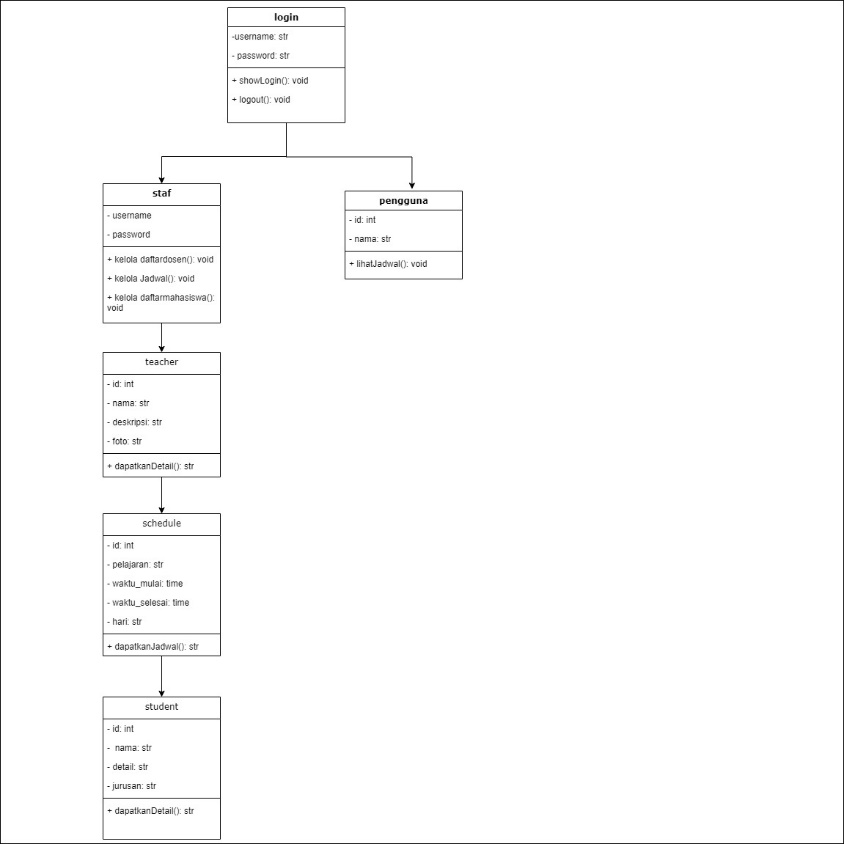 login
-username: str
- password: str
+ showLogin(): void
+ logout(): void
staf
- username
- password
+ kelola daftardosen(): void
+ kelola Jadwal(): void
+ kelola daftarmahasiswa():
void
pengguna
- id: int
- nama: str
+ lihatJadwal(): void
teacher
- id: int
- nama: str
- deskripsi: str
- foto: str
+ dapatkanDetail(): str
schedule
- id: int
- pelajaran: str
- waktu_mulai: time
- waktu_selesai: time
- hari: str
+ dapatkanJadwal(): str
student
- id: int
-  nama: str
- detail: str
- jurusan: str
+ dapatkanDetail(): str